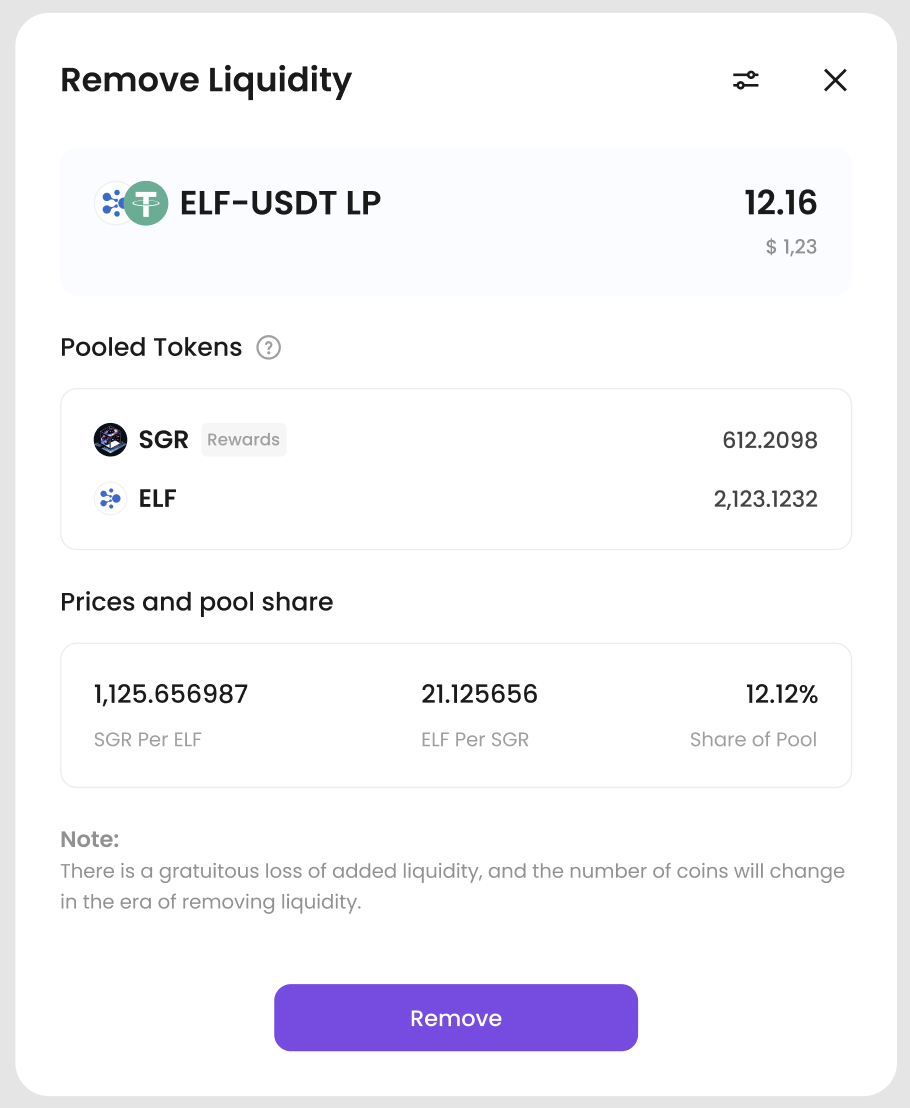 Remove Liquidity
ELF-USDT LP 12.16
$ 1,23
Pooled Tokens ?
SGR Rewards 612.2098
ELF 2,123.1232
Prices and pool share
1,125.656987 21.125656 12.12%
SGR Per ELF ELF Per SGR Share of Pool
Note:
There is a gratuitous loss of added liquidity, and the number of coins will change
in the era of removing liquidity.
Remove